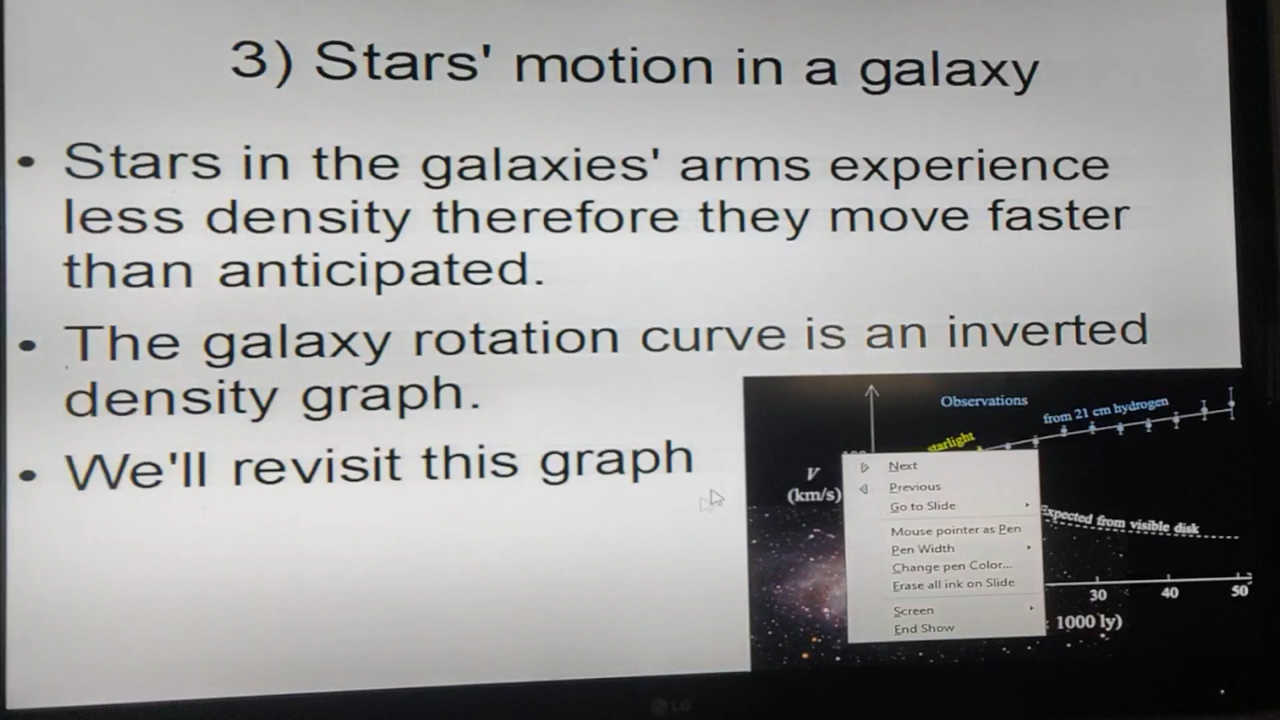 3) Stars' motion in a galaxy
• Stars in the galaxies' arms experience
less density therefore they move faster
than anticipated.
• The galaxy rotation curve is an inverted
density graph.
• We'll revisit this graph
Observations
from 21 cm hydrogen
starlight
V
(km/s)
Expected from visible disk
30 40 50
1000 ly)
Next
Previous
Go to Slide
Mouse pointer as Pen
Pen Width
Change pen Color...
Erase all ink on Slide
Screen
End Show
LG